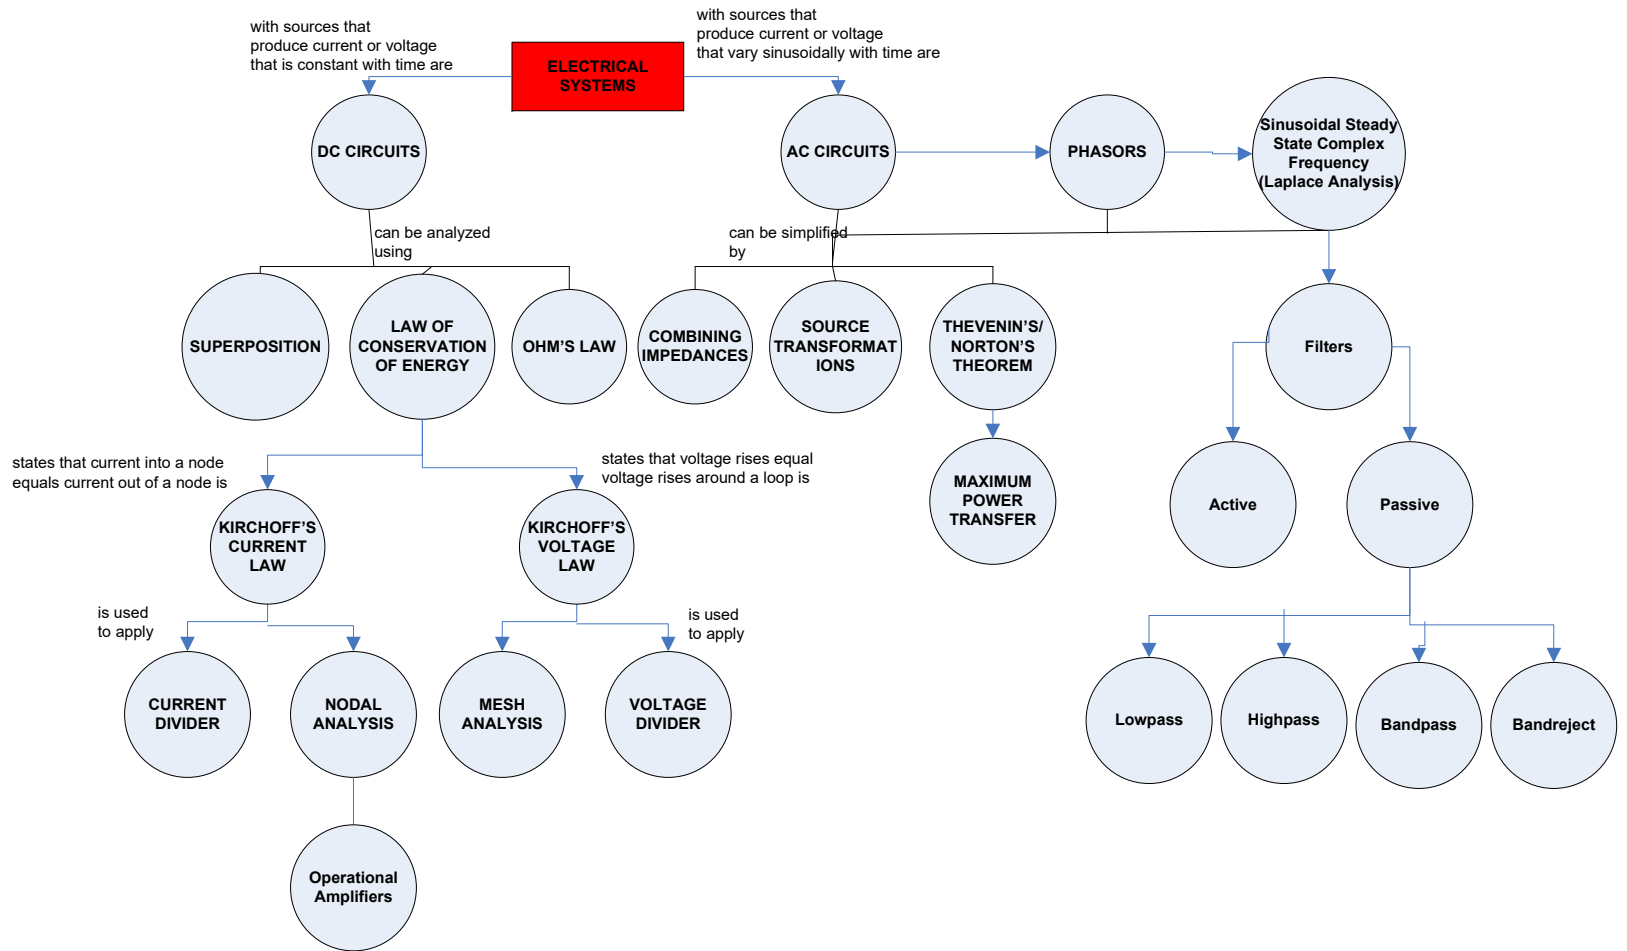 with sources that
produce current or voltage
that is constant with time are
with sources that
produce current or voltage
that vary sinusoidally with time are
ELECTRICAL
SYSTEMS
DC CIRCUITS
AC CIRCUITS
PHASORS
Sinusoidal Steady
State Complex
Frequency
(Laplace Analysis)
can be analyzed
using
can be simplified
by
SUPERPOSITION
LAW OF
CONSERVATION
OF ENERGY
OHM'S LAW
COMBINING
IMPEDANCES
SOURCE
TRANSFORMAT
IONS
THEVENIN'S/
NORTON'S
THEOREM
Filters
states that current into a node
equals current out of a node is
states that voltage rises equal
voltage rises around a loop is
KIRCHOFF'S
CURRENT
LAW
KIRCHOFF'S
VOLTAGE
LAW
MAXIMUM
POWER
TRANSFER
Active
Passive
is used
to apply
is used
to apply
CURRENT
DIVIDER
NODAL
ANALYSIS
MESH
ANALYSIS
VOLTAGE
DIVIDER
Lowpass
Highpass
Bandpass
Bandreject
Operational
Amplifiers